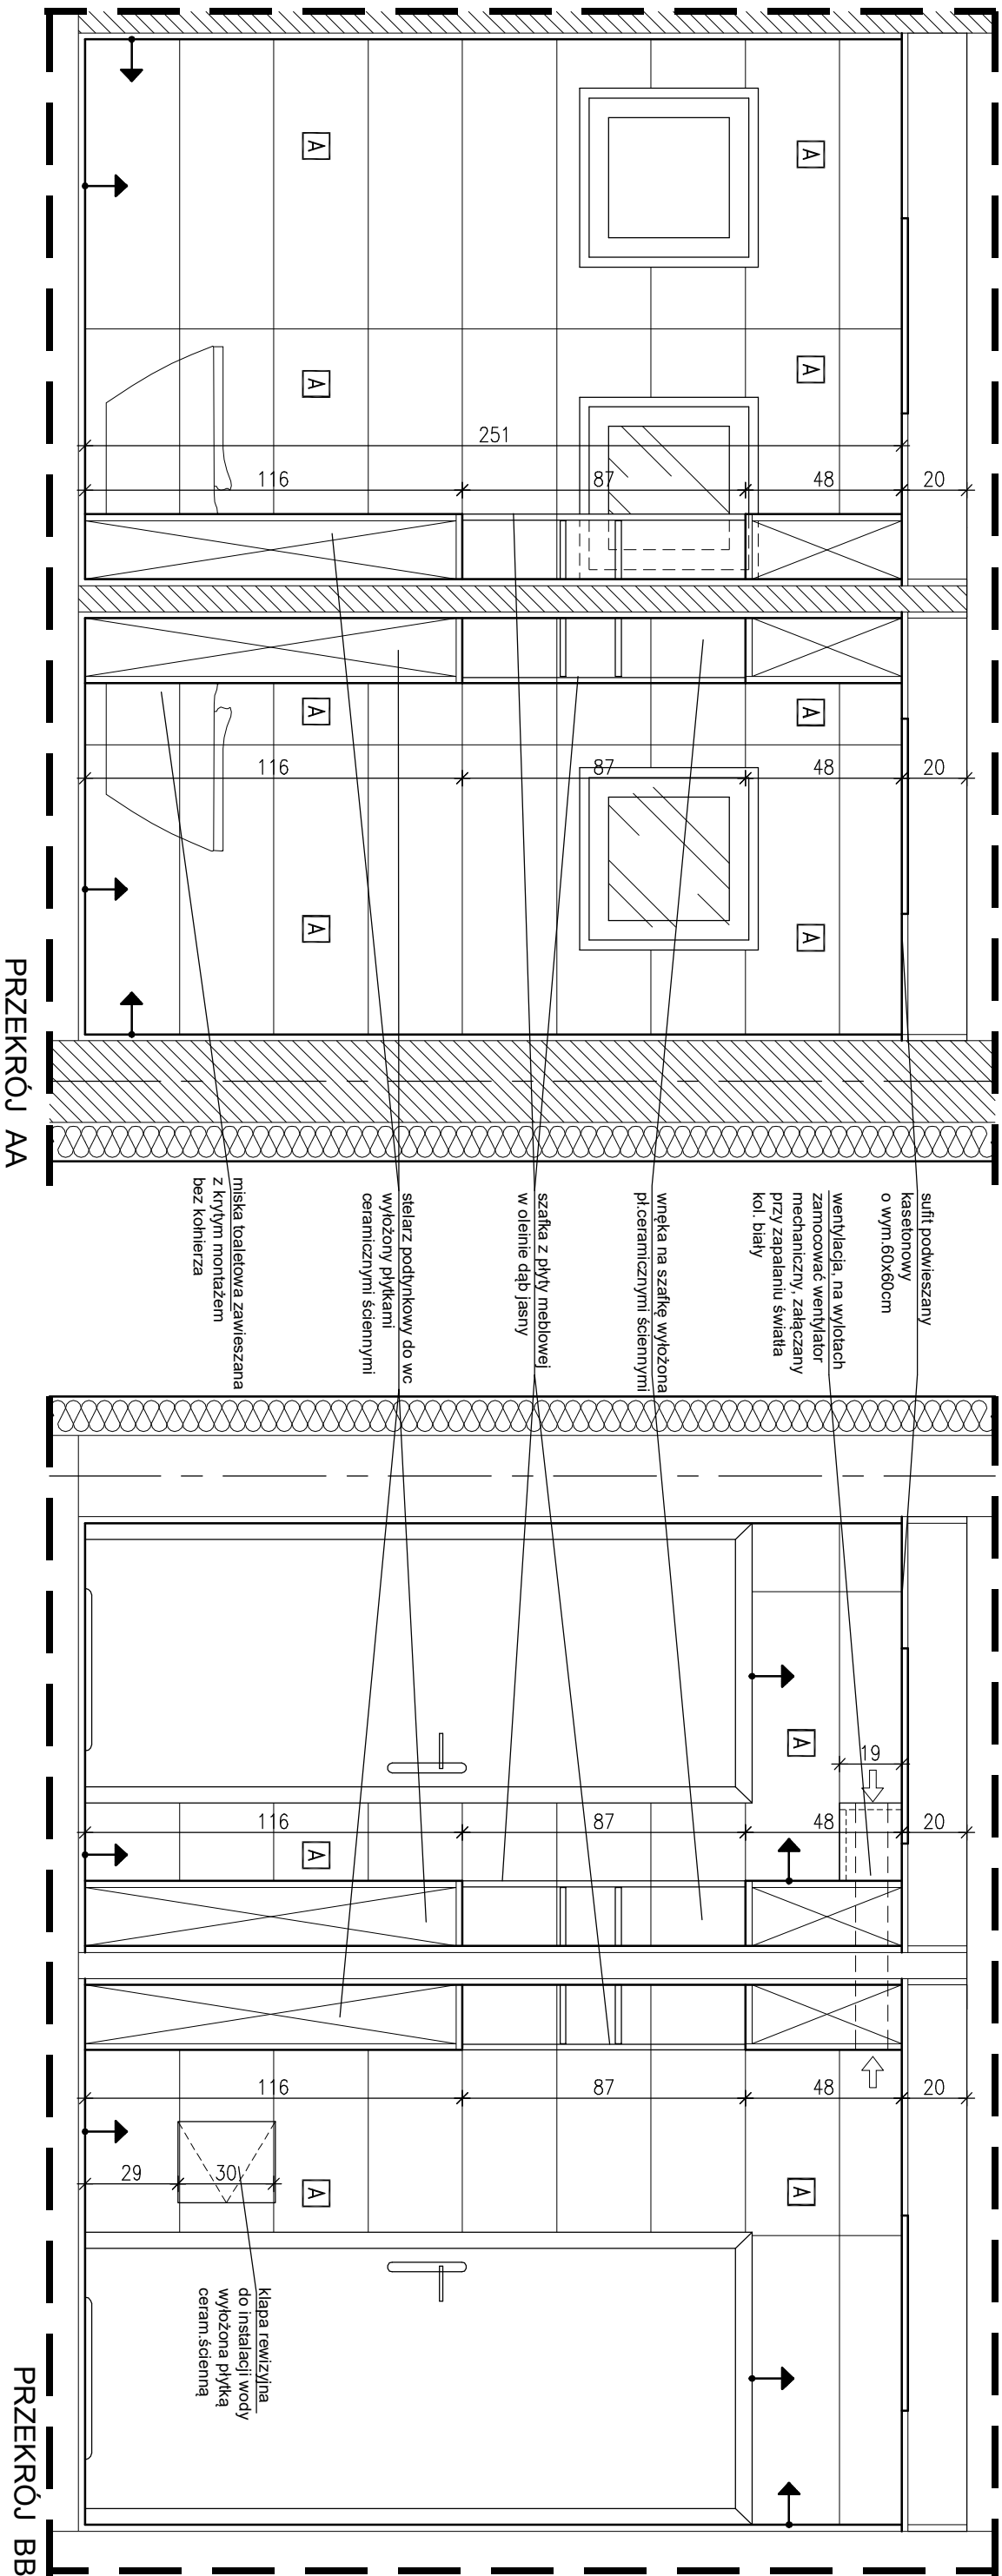 A
A
A
A
251
116
87
48
20
A
A
116
87
48
20
A
A
PRZEKRÓJ AA
sufit podwieszany
kasetonowy
o wym.60x60cm
wentylacja, na wylotach
zamocować wentylator
mechaniczny, załączany
przy zapalaniu światła
kol. biały
wnęka na szafkę wyłożona
pł.ceramicznymi ściennymi
szafka z płyty meblowej
w oleinie dąb jasny
stelarz podtynkowy do wc
wyłożony płytkami
ceramicznymi ściennymi
miska toaletowa zawieszana
z krytym montażem
bez kołnierza
A
19
116
87
48
20
A
116
87
48
20
29
30
A
A
klapa rewizyjna
do instalacji wody
wyłożona płytką
ceram.ścienną
PRZEKRÓJ BB